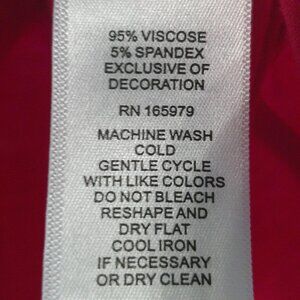 95% VISCOSE
5% SPANDEX
EXCLUSIVE OF
DECORATION
RN 165979
MACHINE WASH
COLD
GENTLE CYCLE
WITH LIKE COLORS
DO NOT BLEACH
RESHAPE AND
DRY FLAT
COOL IRON
IF NECESSARY
OR DRY CLEAN